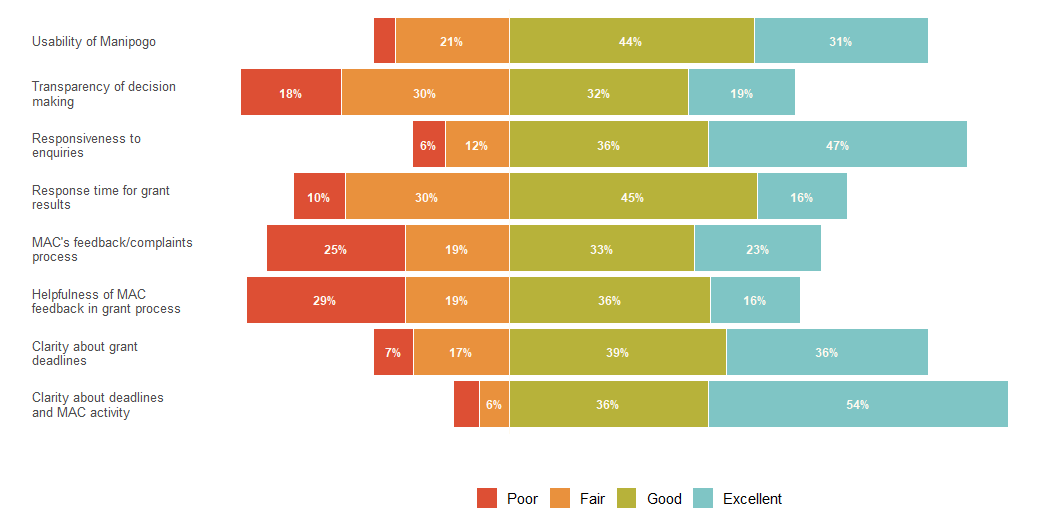 Usability of Manipogo
21% 44% 31%
Transparency of decision
making
18% 30% 32% 19%
Responsiveness to
enquiries
6% 12% 36% 47%
Response time for grant
results
10% 30% 45% 16%
MAC's feedback/complaints
process
25% 19% 33% 23%
Helpfulness of MAC
feedback in grant process
29% 19% 36% 16%
Clarity about grant
deadlines
7% 17% 39% 36%
Clarity about deadlines
and MAC activity
6% 36% 54%
Poor Fair Good Excellent